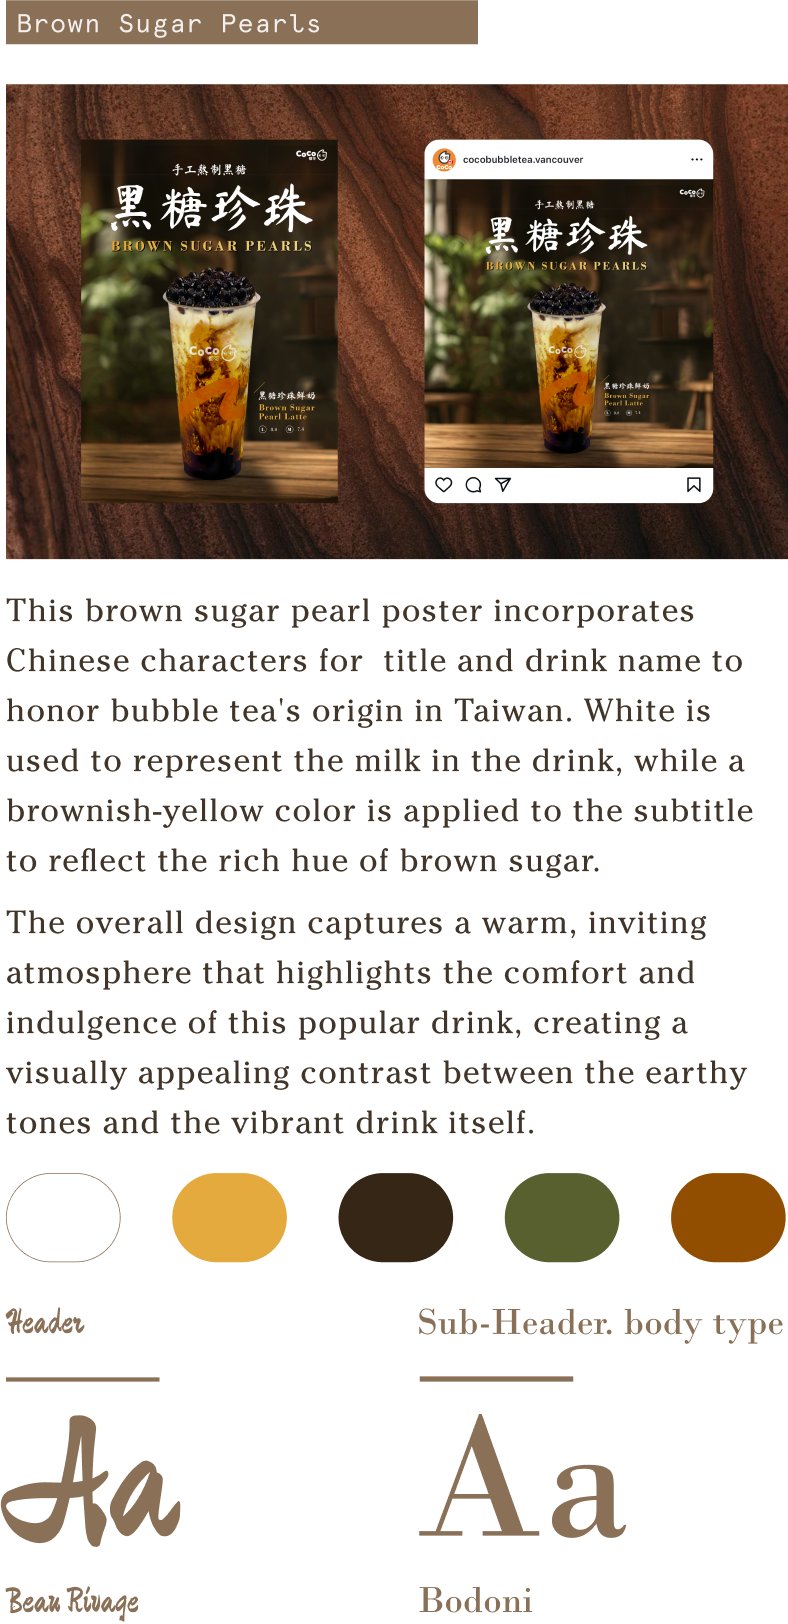 Brown Sugar Pearls
CoCo
手工熬制黑糖
黑糖珍珠
BROWN SUGAR PEARLS
CoCo
黑糖珍珠鮮奶
Brown Sugar
Pearl Latte
cocobubbletea.vancouver
CoCo
手工熬制黑糖
黑糖珍珠
BROWN SUGAR PEARLS
CoCo
黑糖珍珠鮮奶
Brown Sugar
Pearl Latte
This brown sugar pearl poster incorporates
Chinese characters for title and drink name to
honor bubble tea's origin in Taiwan. White is
used to represent the milk in the drink, while a
brownish-yellow color is applied to the subtitle
to reflect the rich hue of brown sugar.
The overall design captures a warm, inviting
atmosphere that highlights the comfort and
indulgence of this popular drink, creating a
visually appealing contrast between the earthy
tones and the vibrant drink itself.
Header
Sub-Header. body type
Aa
Aa
Beau Rivage
Bodoni